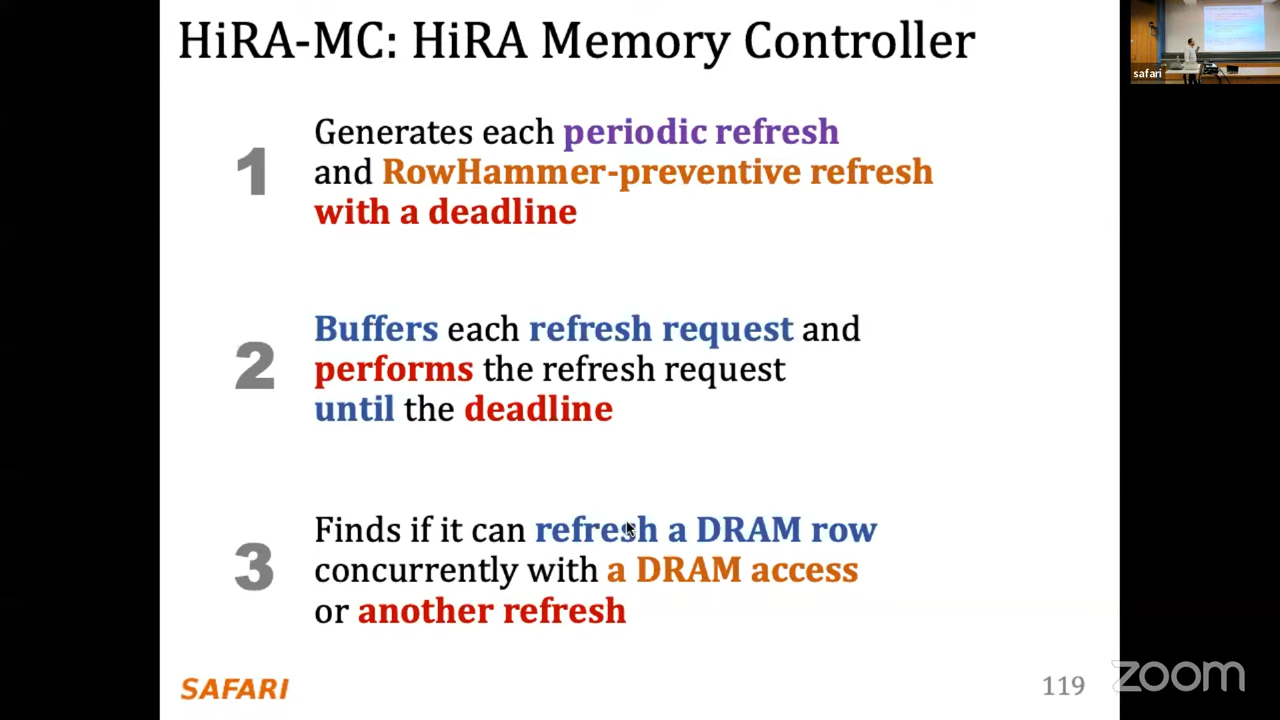 HiRA-MC: HiRA Memory Controller
safari
1
Generates each periodic refresh
and RowHammer-preventive refresh
with a deadline
2
Buffers each refresh request and
performs the refresh request
until the deadline
3
Finds if it can refresh a DRAM row
concurrently with a DRAM access
or another refresh
SAFARI
119
zoom